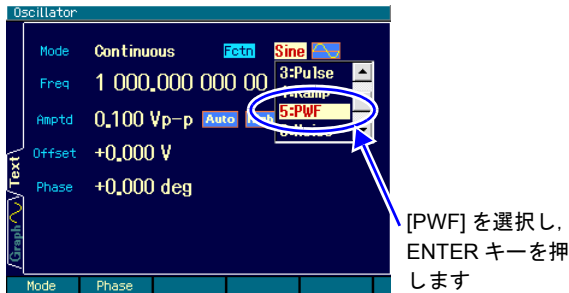 Oscillator
Mode Continuous Fctn Sine
Freq 1 000.000 000 00
3:Pulse
4:Ramp
5:PWF
Amptd 0.100 Vp-p Auto
Offset +0.000 V
Phase +0.000 deg
Text
Graph
Mode Phase
[PWF] を選択し,
ENTER キーを押
します